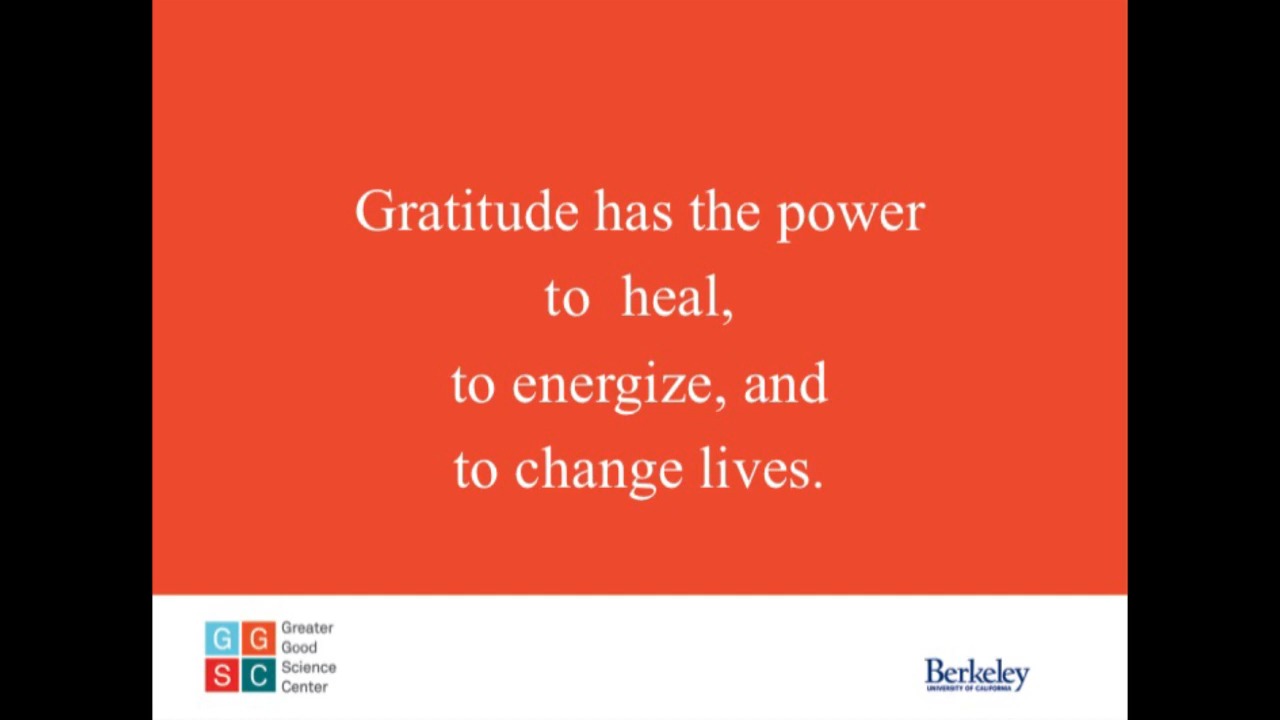 Gratitude has the power
to  heal,
to energize, and
to change lives.
G G
S C
Greater
Good
Science
Center
Berkeley
UNIVERSITY OF CALIFORNIA